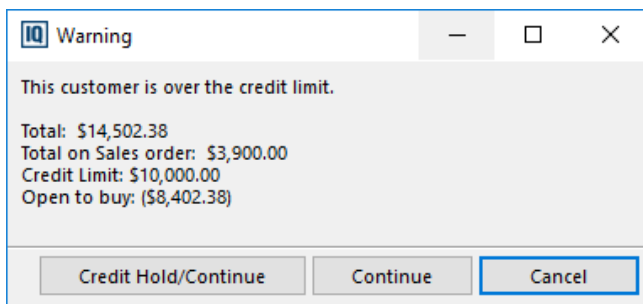 IQ Warning
This customer is over the credit limit.
Total:  $14,502.38
Total on Sales order:  $3,900.00
Credit Limit: $10,000.00
Open to buy: ($8,402.38)
Credit Hold/Continue Continue Cancel